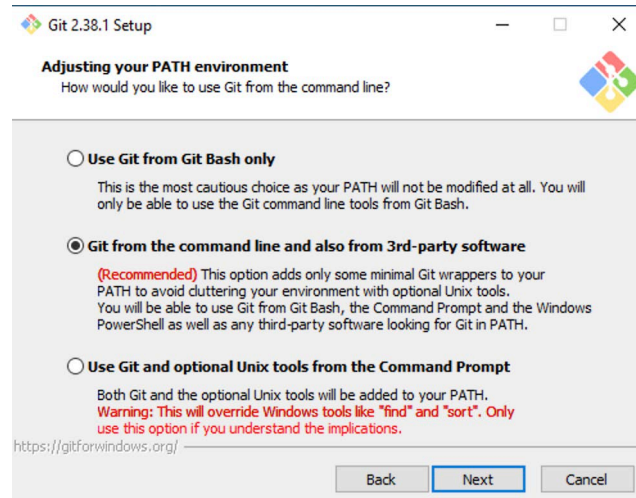 Git 2.38.1 Setup
Adjusting your PATH environment
How would you like to use Git from the command line?
Use Git from Git Bash only
This is the most cautious choice as your PATH will not be modified at all. You will
only be able to use the Git command line tools from Git Bash.
Git from the command line and also from 3rd-party software
(Recommended) This option adds only some minimal Git wrappers to your
PATH to avoid cluttering your environment with optional Unix tools.
You will be able to use Git from Git Bash, the Command Prompt and the Windows
PowerShell as well as any third-party software looking for Git in PATH.
Use Git and optional Unix tools from the Command Prompt
Both Git and the optional Unix tools will be added to your PATH.
Warning: This will override Windows tools like "find" and "sort". Only
use this option if you understand the implications.
https://gitforwindows.org/
Back Next Cancel